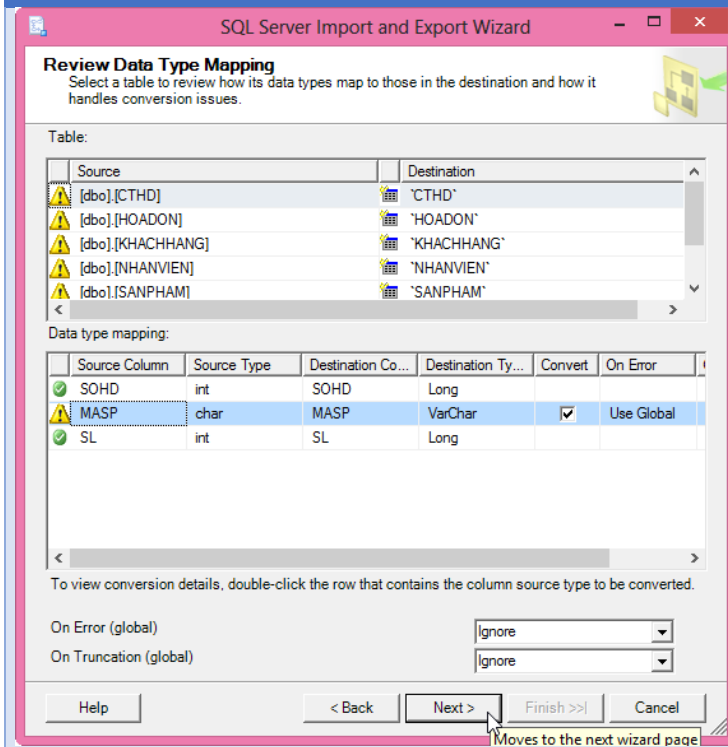 SQL Server Import and Export Wizard
Review Data Type Mapping
Select a table to review how its data types map to those in the destination and how it
handles conversion issues.
Table:
Source Destination
[dbo].[CTHD] `CTHD`
[dbo].[HOADON] `HOADON`
[dbo].[KHACHHANG] `KHACHHANG`
[dbo].[NHANVIEN] `NHANVIEN`
[dbo].[SANPHAM] `SANPHAM`
Data type mapping:
Source Column Source Type Destination Co... Destination Ty... Convert On Error
SOHD int SOHD Long
MASP char MASP VarChar Use Global
SL int SL Long
To view conversion details, double-click the row that contains the column source type to be converted.
On Error (global) Ignore
On Truncation (global) Ignore
Help < Back Next > Finish >>| Cancel
Moves to the next wizard page